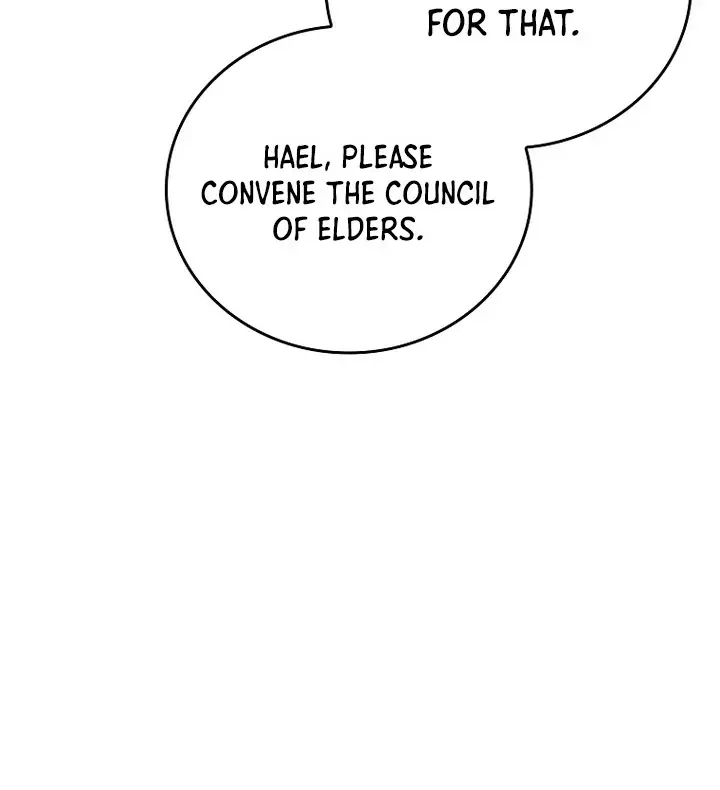 FOR THAT.
HAEL, PLEASE
CONVENE THE COUNCIL
OF ELDERS.